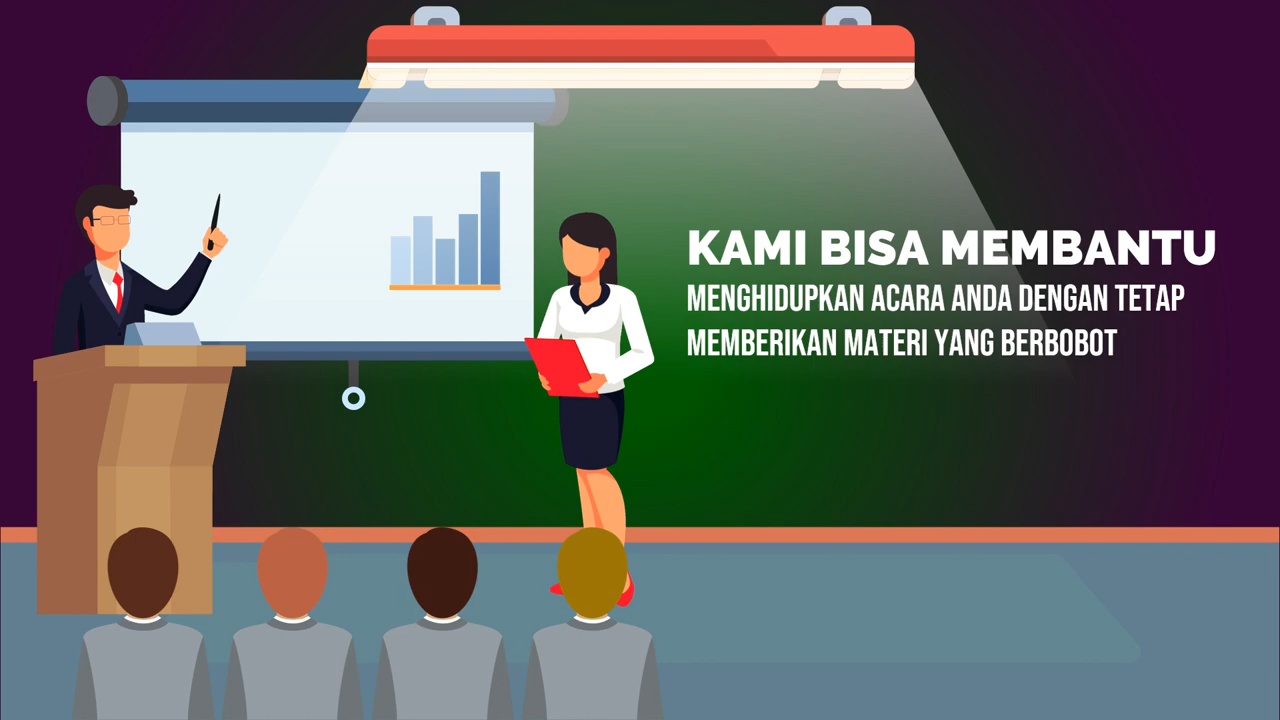 KAMI BISA MEMBANTU
MENGHIDUPKAN ACARA ANDA DENGAN TETAP
MEMBERIKAN MATERI YANG BERBOBOT